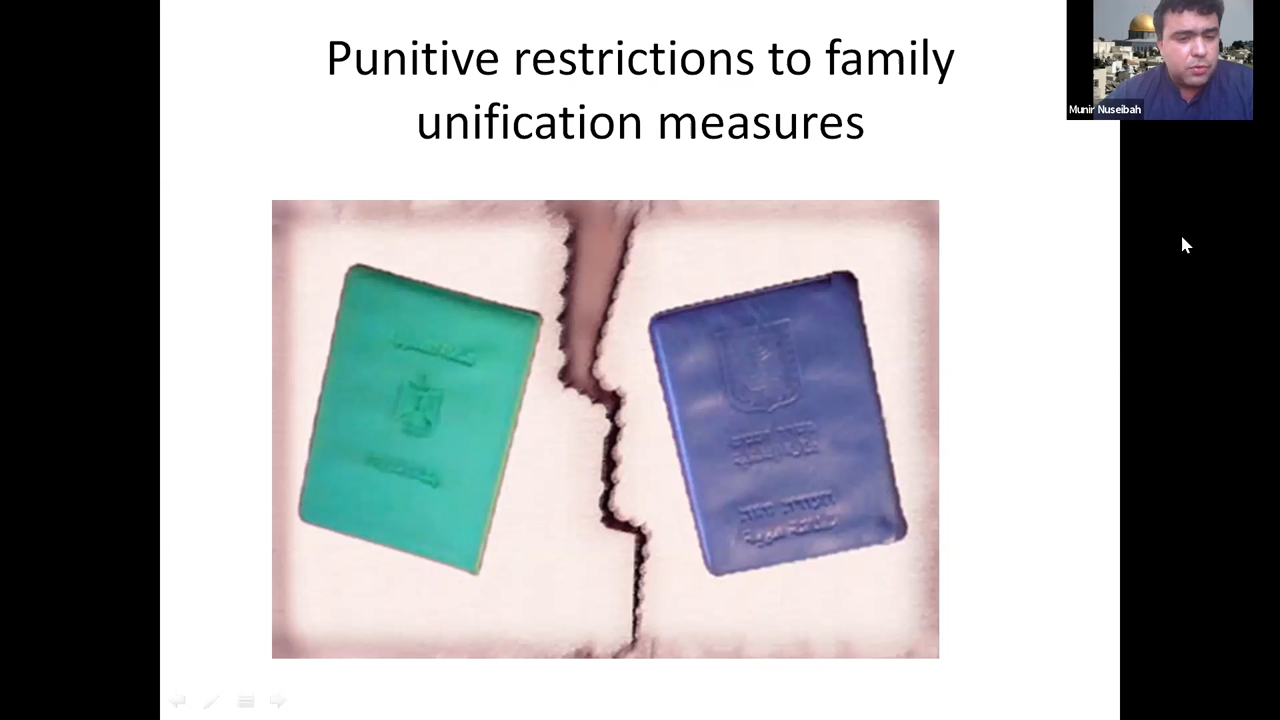 Punitive restrictions to family
unification measures
Munir Nuseibah